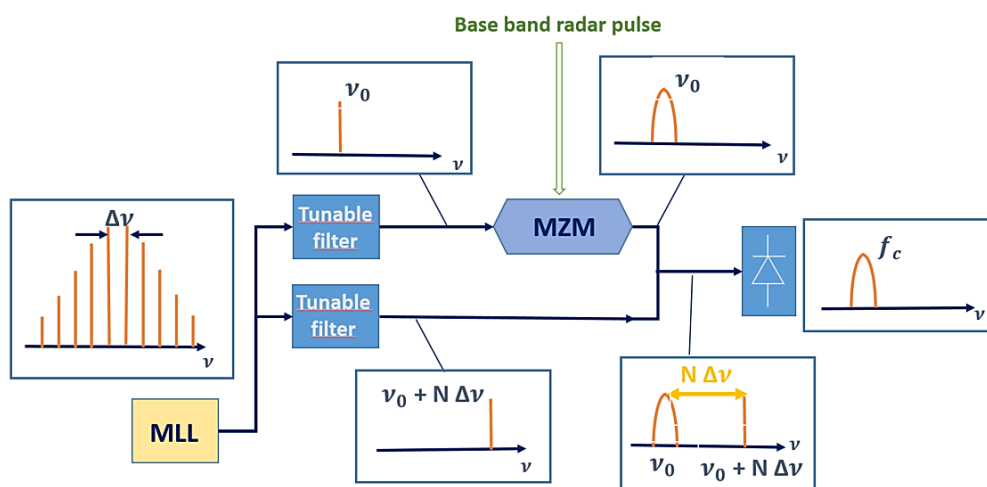 Base band radar pulse
ν₀
ν
ν₀
ν
Δν
ν
Tunable
filter
MZM
f_c
ν
Tunable
filter
MLL
ν₀ + N Δν
ν
N Δν
ν
ν₀ ν₀ + N Δν